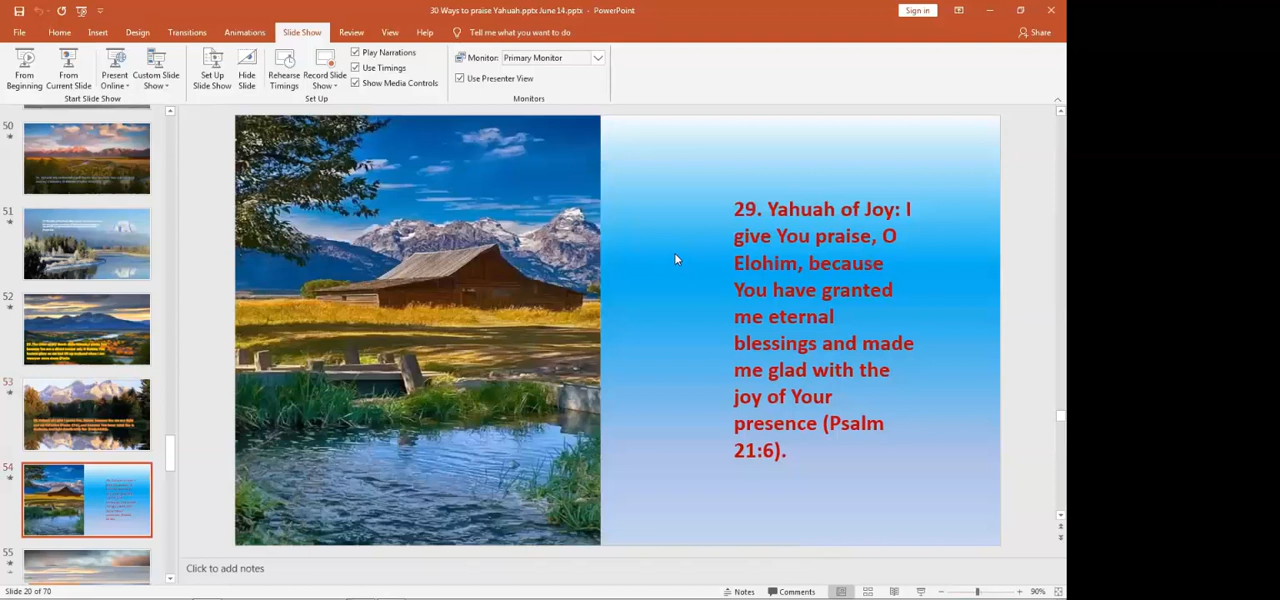 30 Ways to praise Yahuah.pptx June 14.pptx - PowerPoint
Sign in
File Home Insert Design Transitions Animations Slide Show Review View Help Tell me what you want to do
Share
From Beginning
From Current Slide
Present Online
Custom Slide Show
Start Slide Show
Set Up Slide Show
Hide Slide
Rehearse Timings
Record Slide Show
Play Narrations
Use Timings
Show Media Controls
Set Up
Monitor: Primary Monitor
Use Presenter View
Monitors
50
51
52
53
54
55
29. Yahuah of Joy: I
give You praise, O
Elohim, because
You have granted
me eternal
blessings and made
me glad with the
joy of Your
presence (Psalm
21:6).
Click to add notes
Slide 20 of 70
Notes
Comments
90%